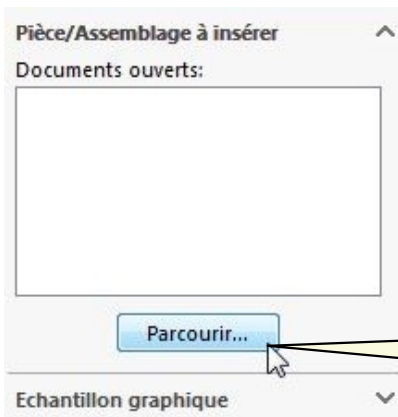 Pièce/Assemblage à insérer
Documents ouverts:
Parcourir...
Echantillon graphique